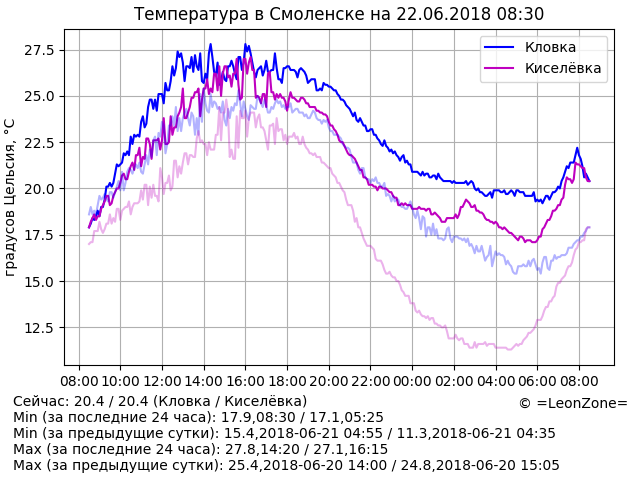 Температура в Смоленске на 22.06.2018 08:30
градусов Цельсия, °C
27.5
25.0
22.5
20.0
17.5
15.0
12.5
Кловка
Киселёвка
08:00 10:00 12:00 14:00 16:00 18:00 20:00 22:00 00:00 02:00 04:00 06:00 08:00
Сейчас: 20.4 / 20.4 (Кловка / Киселёвка)
© =LeonZone=
Min (за последние 24 часа): 17.9,08:30 / 17.1,05:25
Min (за предыдущие сутки): 15.4,2018-06-21 04:55 / 11.3,2018-06-21 04:35
Max (за последние 24 часа): 27.8,14:20 / 27.1,16:15
Max (за предыдущие сутки): 25.4,2018-06-20 14:00 / 24.8,2018-06-20 15:05